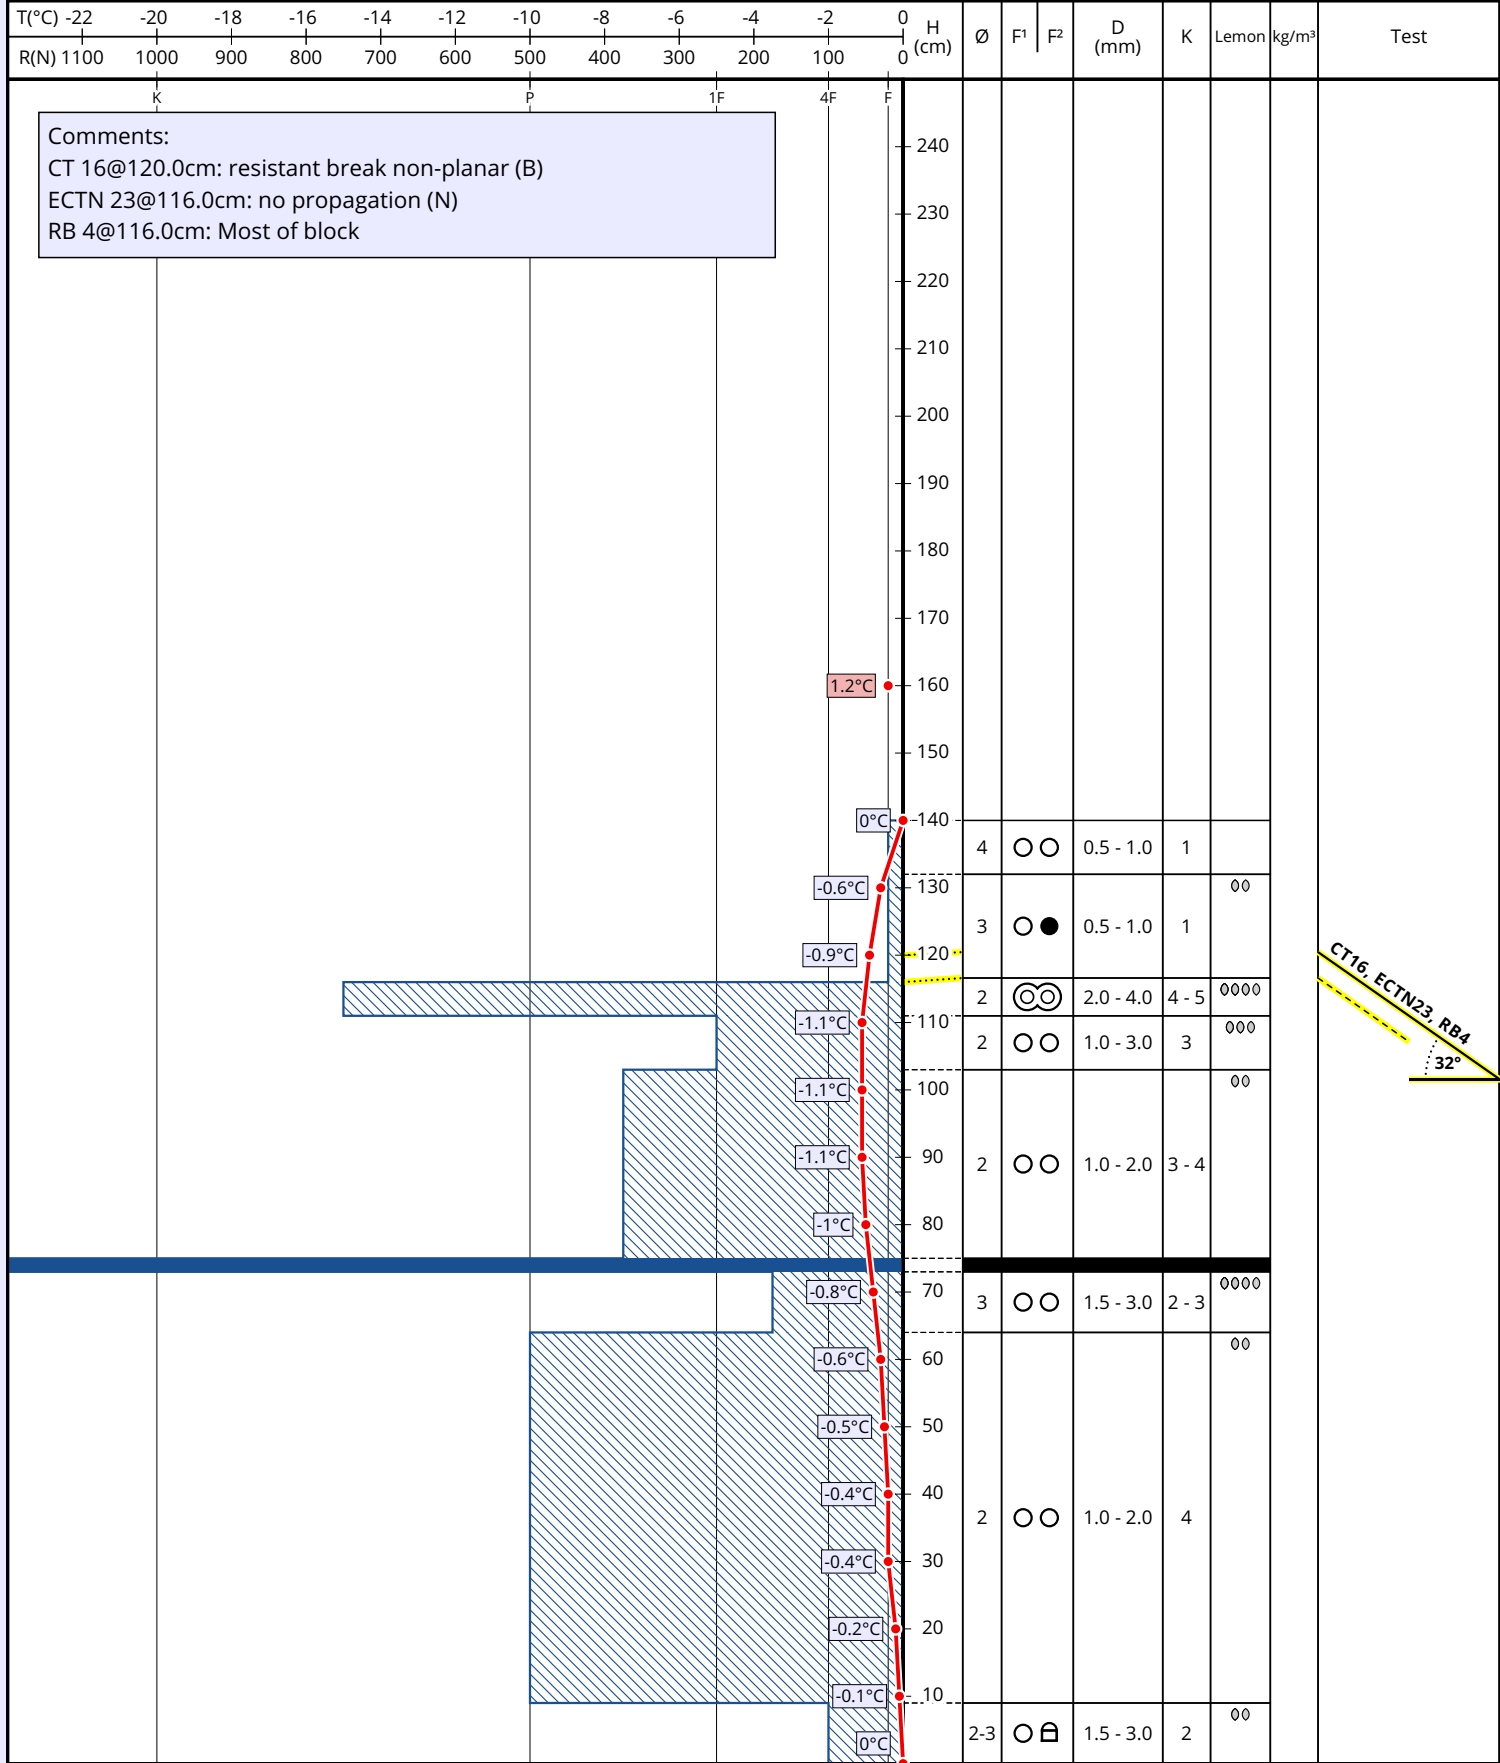 T(°C) -22 -20 -18 -16 -14 -12 -10 -8 -6 -4 -2 0
R(N) 1100 1000 900 800 700 600 500 400 300 200 100 0
H (cm) Ø F¹ F² D (mm) K Lemon kg/m³ Test
K P 1F 4F F
Comments:
CT 16@120.0cm: resistant break non-planar (B)
ECTN 23@116.0cm: no propagation (N)
RB 4@116.0cm: Most of block
240
230
220
210
200
190
180
170
1.2°C 160
150
0°C 140
4 0.5 - 1.0 1
-0.6°C 130
3 0.5 - 1.0 1
-0.9°C 120
CT16, ECTN23, RB4
32°
2 2.0 - 4.0 4 - 5
-1.1°C 110
2 1.0 - 3.0 3
-1.1°C 100
-1.1°C 90
2 1.0 - 2.0 3 - 4
-1°C 80
-0.8°C 70
3 1.5 - 3.0 2 - 3
-0.6°C 60
-0.5°C 50
-0.4°C 40
2 1.0 - 2.0 4
-0.4°C 30
-0.2°C 20
-0.1°C 10
2-3 1.5 - 3.0 2
0°C